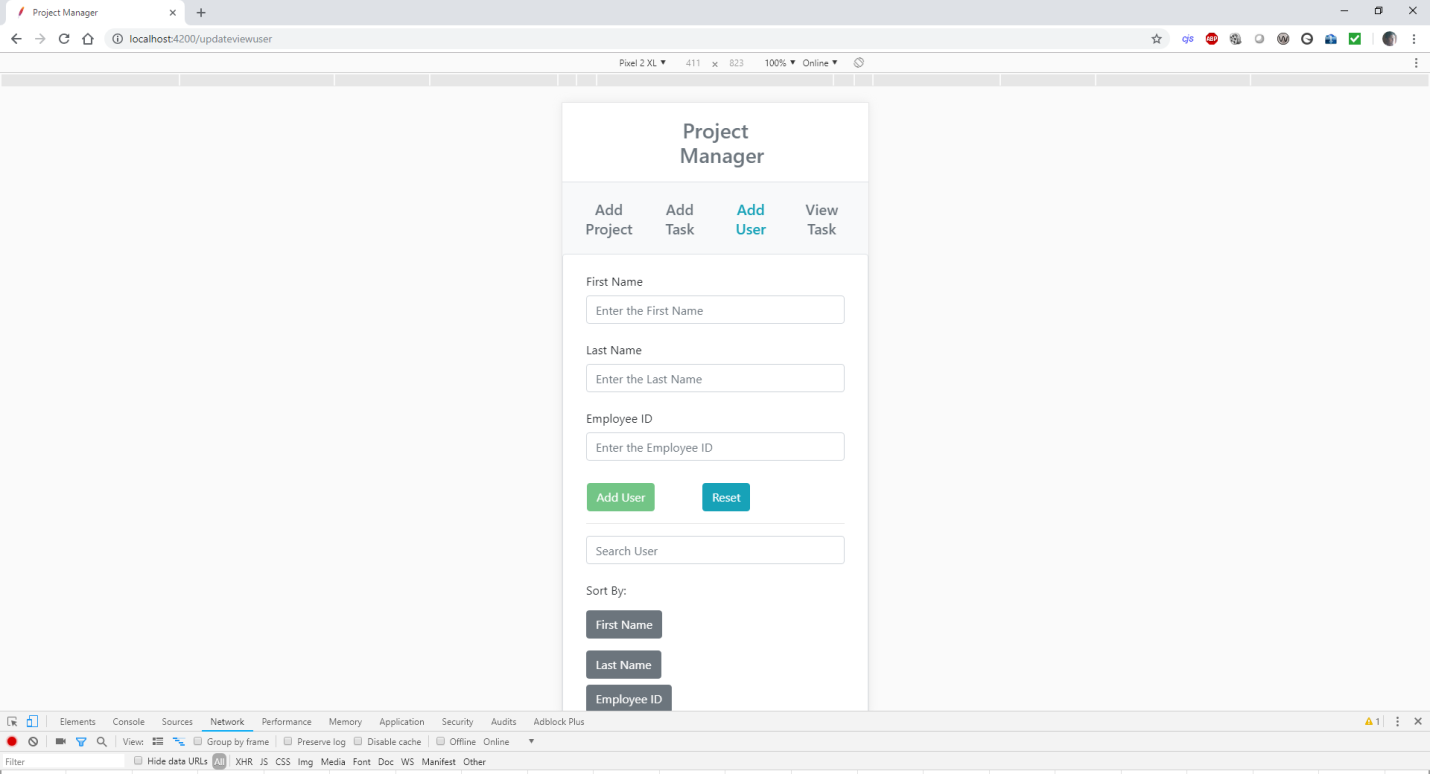 Project Manager
localhost:4200/updateviewuser
cjs
ABP
Pixel 2 XL ▼ 411 × 823 100% ▼ Online ▼
Project
Manager
Add Project
Add Task
Add User
View Task
First Name
Enter the First Name
Last Name
Enter the Last Name
Employee ID
Enter the Employee ID
Add User Reset
Search User
Sort By:
First Name
Last Name
Employee ID
Elements Console Sources Network Performance Memory Application Security Audits Adblock Plus 1
View: Group by frame Preserve log Disable cache Offline Online ▼
Filter Hide data URLs All XHR JS CSS Img Media Font Doc WS Manifest Other